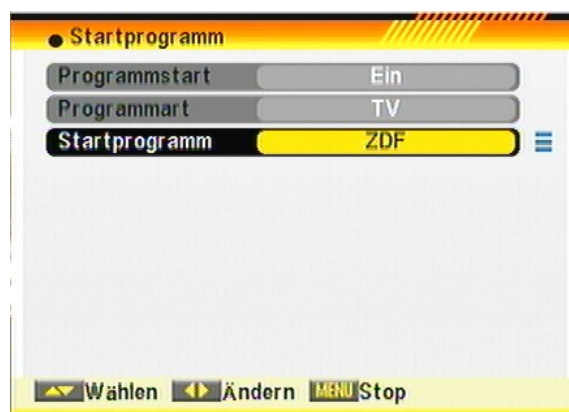 Startprogramm
Programmstart Ein
Programmart TV
Startprogramm ZDF
Wählen Ändern MENU Stop